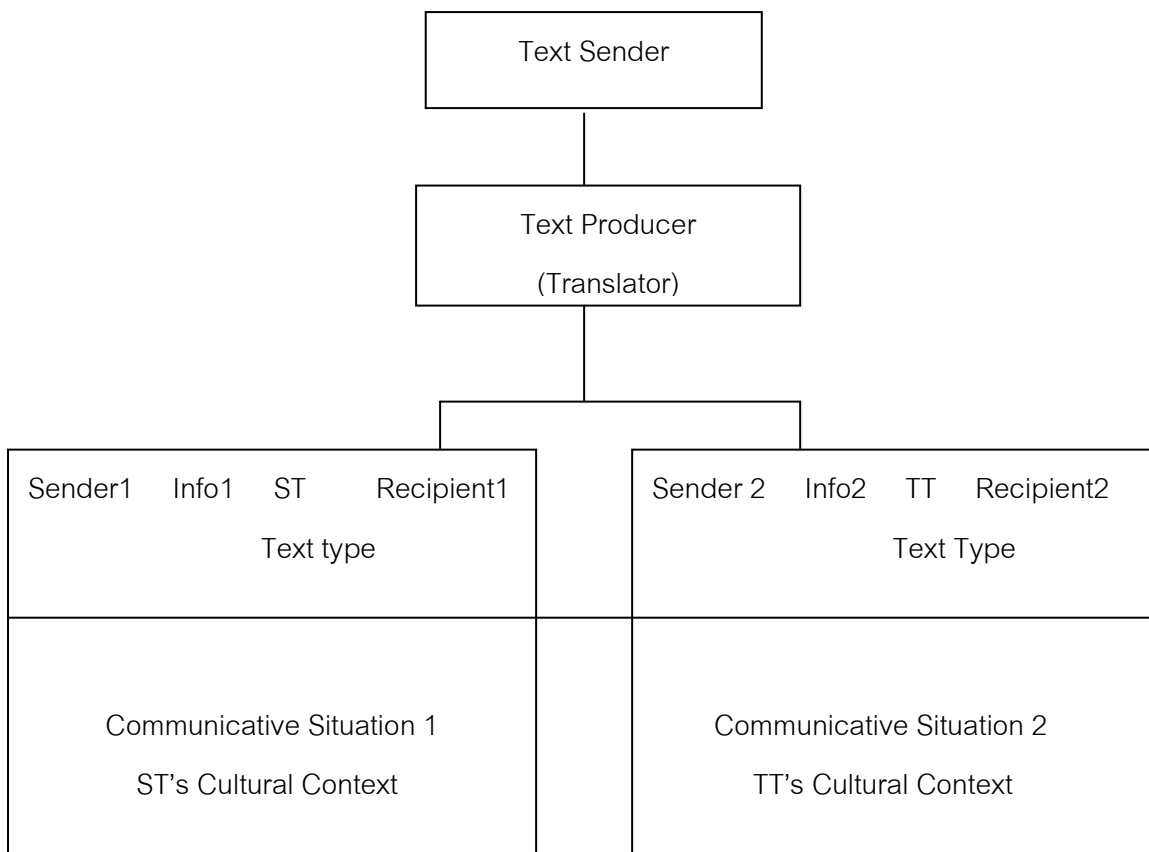 Text Sender
Text Producer
(Translator)
Sender1 Info1 ST Recipient1
Text type
Sender 2 Info2 TT Recipient2
Text Type
Communicative Situation 1
ST's Cultural Context
Communicative Situation 2
TT's Cultural Context